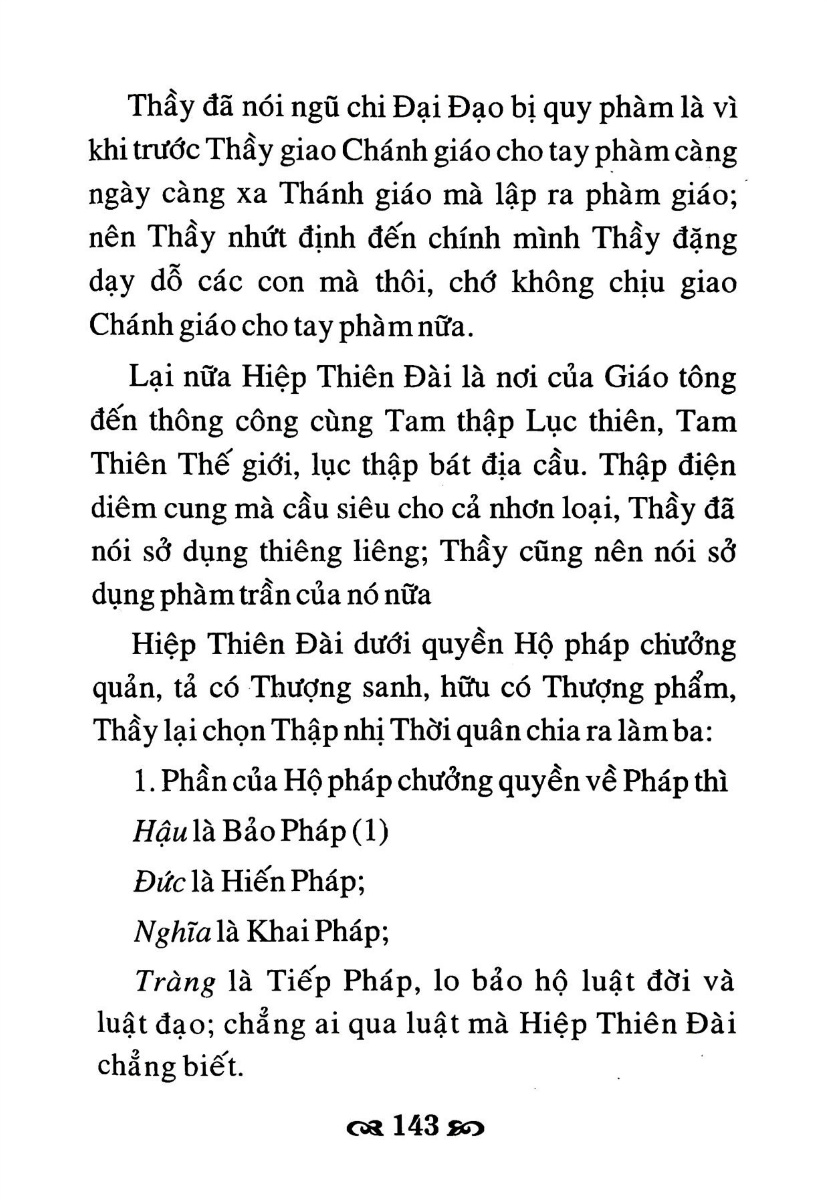 Thầy đã nói ngũ chi Đại Đạo bị quy phàm là vì
khi trước Thầy giao Chánh giáo cho tay phàm càng
ngày càng xa Thánh giáo mà lập ra phàm giáo;
nên Thầy nhứt định đến chính mình Thầy đặng
dạy dỗ các con mà thôi, chớ không chịu giao
Chánh giáo cho tay phàm nữa.
Lại nữa Hiệp Thiên Đài là nơi của Giáo tông
đến thông công cùng Tam thập Lục thiên, Tam
Thiên Thế giới, lục thập bát địa cầu. Thập điện
diêm cung mà cầu siêu cho cả nhơn loại, Thầy đã
nói sở dụng thiêng liêng; Thầy cũng nên nói sở
dụng phàm trần của nó nữa
Hiệp Thiên Đài dưới quyền Hộ pháp chưởng
quản, tả có Thượng sanh, hữu có Thượng phẩm,
Thầy lại chọn Thập nhị Thời quân chia ra làm ba:
1. Phần của Hộ pháp chưởng quyền về Pháp thì
Hậu là Bảo Pháp (1)
Đức là Hiến Pháp;
Nghĩa là Khai Pháp;
Tràng là Tiếp Pháp, lo bảo hộ luật đời và
luật đạo; chẳng ai qua luật mà Hiệp Thiên Đài
chẳng biết.
143